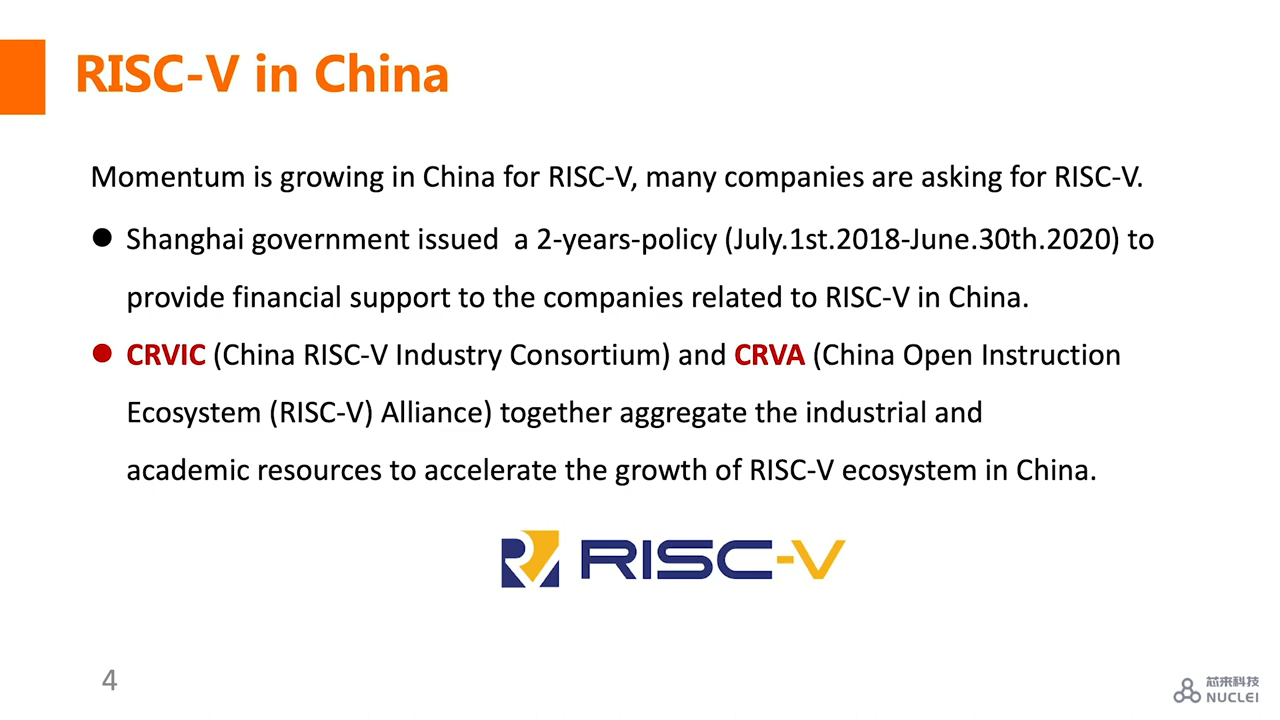 RISC-V in China
Momentum is growing in China for RISC-V, many companies are asking for RISC-V.
● Shanghai government issued a 2-years-policy (July.1st.2018-June.30th.2020) to
provide financial support to the companies related to RISC-V in China.
● CRVIC (China RISC-V Industry Consortium) and CRVA (China Open Instruction
Ecosystem (RISC-V) Alliance) together aggregate the industrial and
academic resources to accelerate the growth of RISC-V ecosystem in China.
RISC-V
4
芯来科技
NUCLEI